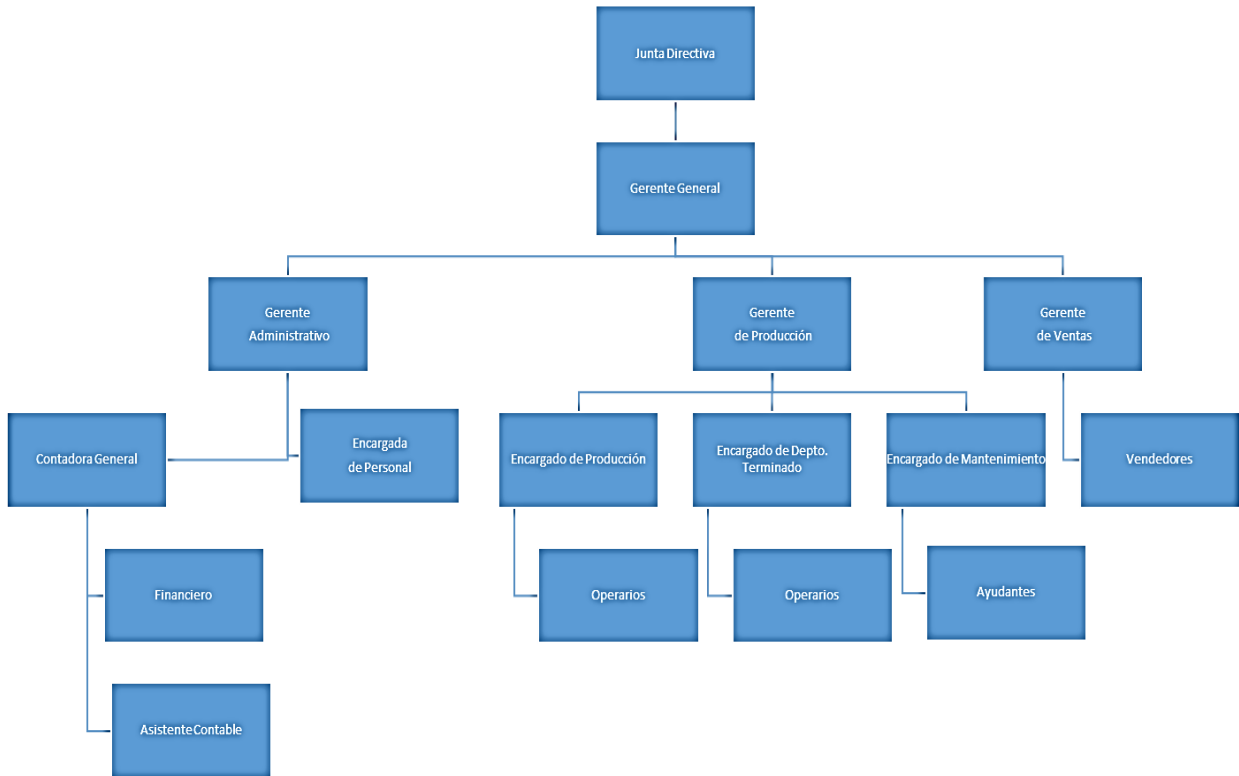 Junta Directiva
Gerente General
Gerente
Administrativo
Gerente
de Producción
Gerente
de Ventas
Contadora General
Encargada
de Personal
Encargado de Producción
Encargado de Depto.
Terminado
Encargado de Mantenimiento
Vendedores
Financiero
Operarios
Operarios
Ayudantes
Asistente Contable